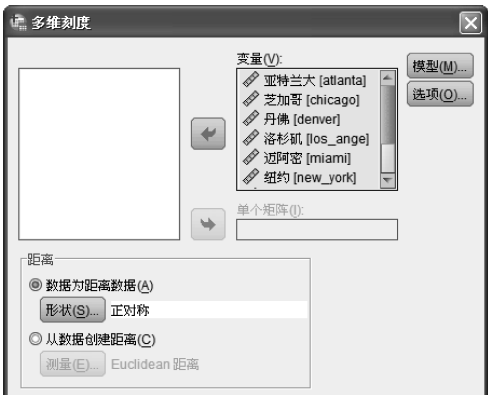 多维刻度
变量(V):
亚特兰大 [atlanta]
芝加哥 [chicago]
丹佛 [denver]
洛杉矶 [los_ange]
迈阿密 [miami]
纽约 [new_york]
模型(M)...
选项(O)...
单个矩阵(I):
距离
数据为距离数据(A)
形状(S)... 正对称
从数据创建距离(C)
测量(E)... Euclidean 距离